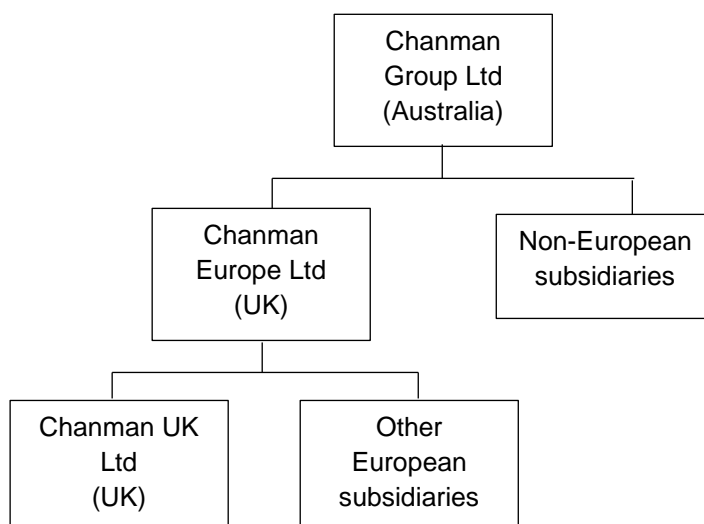 Chanman
Group Ltd
(Australia)
Chanman
Europe Ltd
(UK)
Non-European
subsidiaries
Chanman UK
Ltd
(UK)
Other
European
subsidiaries